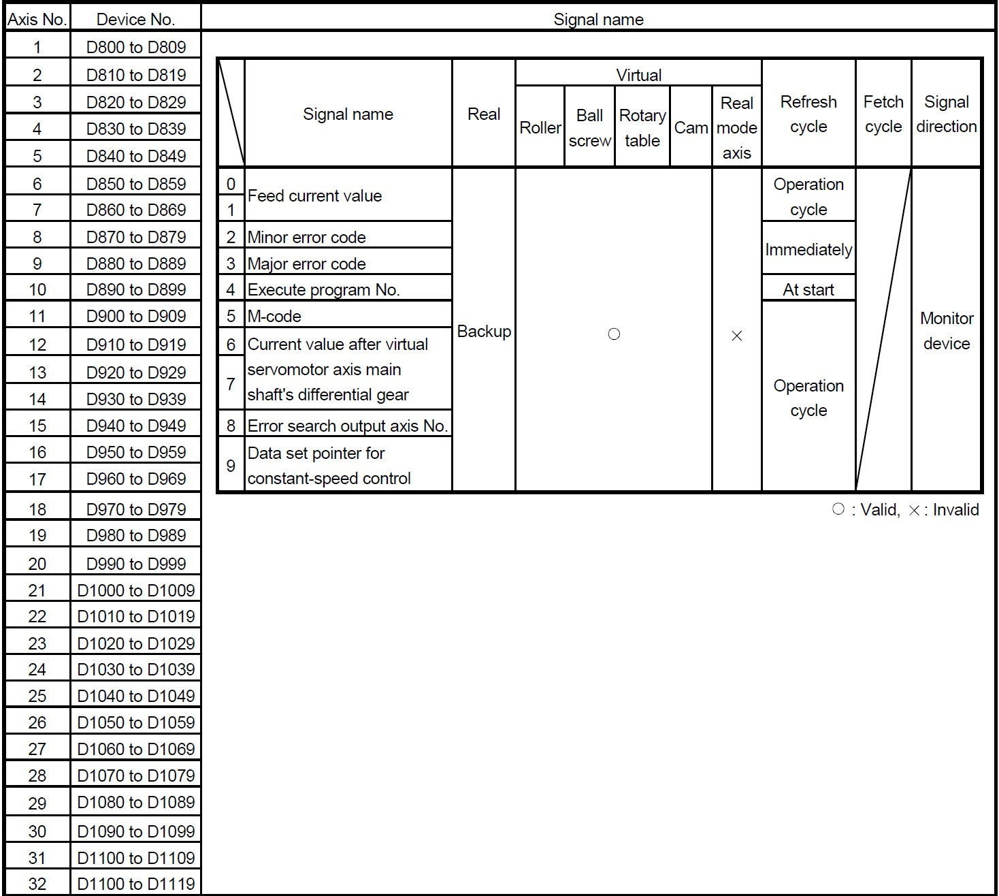 Axis No. Device No. Signal name
1 D800 to D809
2 D810 to D819
3 D820 to D829
4 D830 to D839
5 D840 to D849
6 D850 to D859
7 D860 to D869
8 D870 to D879
9 D880 to D889
10 D890 to D899
11 D900 to D909
12 D910 to D919
13 D920 to D929
14 D930 to D939
15 D940 to D949
16 D950 to D959
17 D960 to D969
18 D970 to D979
19 D980 to D989
20 D990 to D999
21 D1000 to D1009
22 D1010 to D1019
23 D1020 to D1029
24 D1030 to D1039
25 D1040 to D1049
26 D1050 to D1059
27 D1060 to D1069
28 D1070 to D1079
29 D1080 to D1089
30 D1090 to D1099
31 D1100 to D1109
32 D1100 to D1119
Signal name
Real
Virtual
Roller
Ball
screw
Rotary
table
Cam
Real
mode
axis
Refresh
cycle
Fetch
cycle
Signal
direction
0
1
Feed current value
2 Minor error code
3 Major error code
4 Execute program No.
5 M-code
6
7
Current value after virtual
servomotor axis main
shaft's differential gear
8 Error search output axis No.
9
Data set pointer for
constant-speed control
Backup
○
×
Operation
cycle
Immediately
At start
Operation
cycle
Monitor
device
○ : Valid, × : Invalid